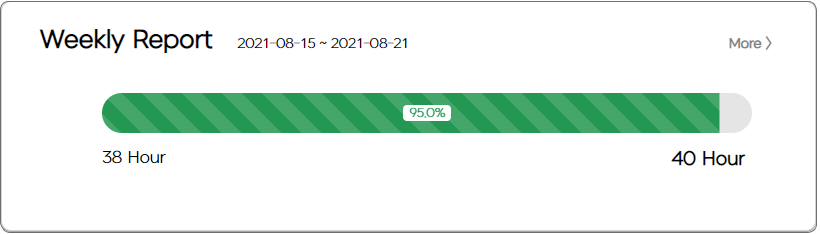 Weekly Report 2021-08-15 ~ 2021-08-21 More >
95.0%
38 Hour 40 Hour